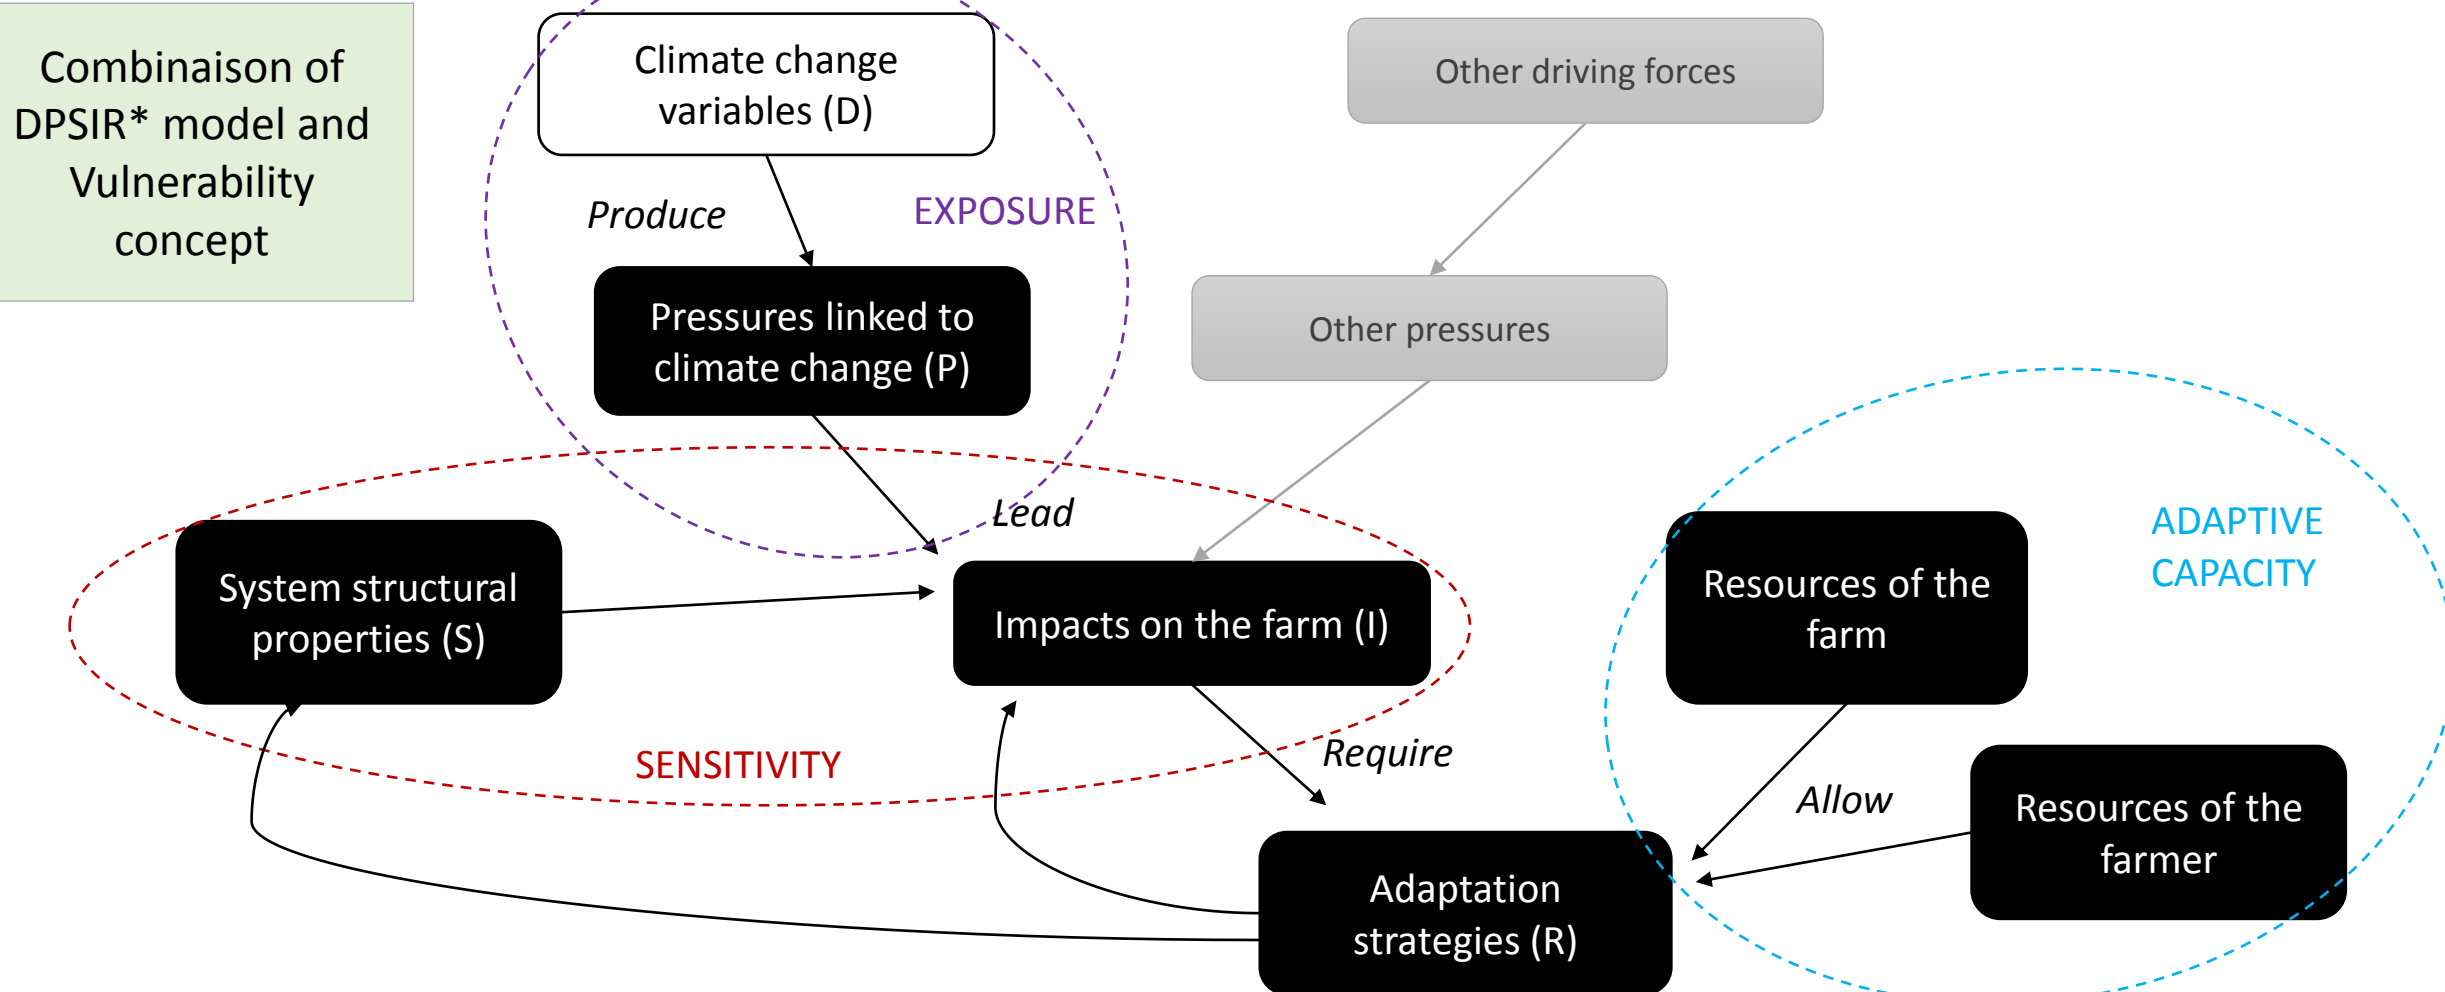 Combinaison of
DPSIR* model and
Vulnerability
concept
Climate change
variables (D)
Other driving forces
Produce
EXPOSURE
Pressures linked to
climate change (P)
Other pressures
Lead
ADAPTIVE
CAPACITY
System structural
properties (S)
Impacts on the farm (I)
Resources of the
farm
SENSITIVITY
Require
Allow
Resources of the
farmer
Adaptation
strategies (R)